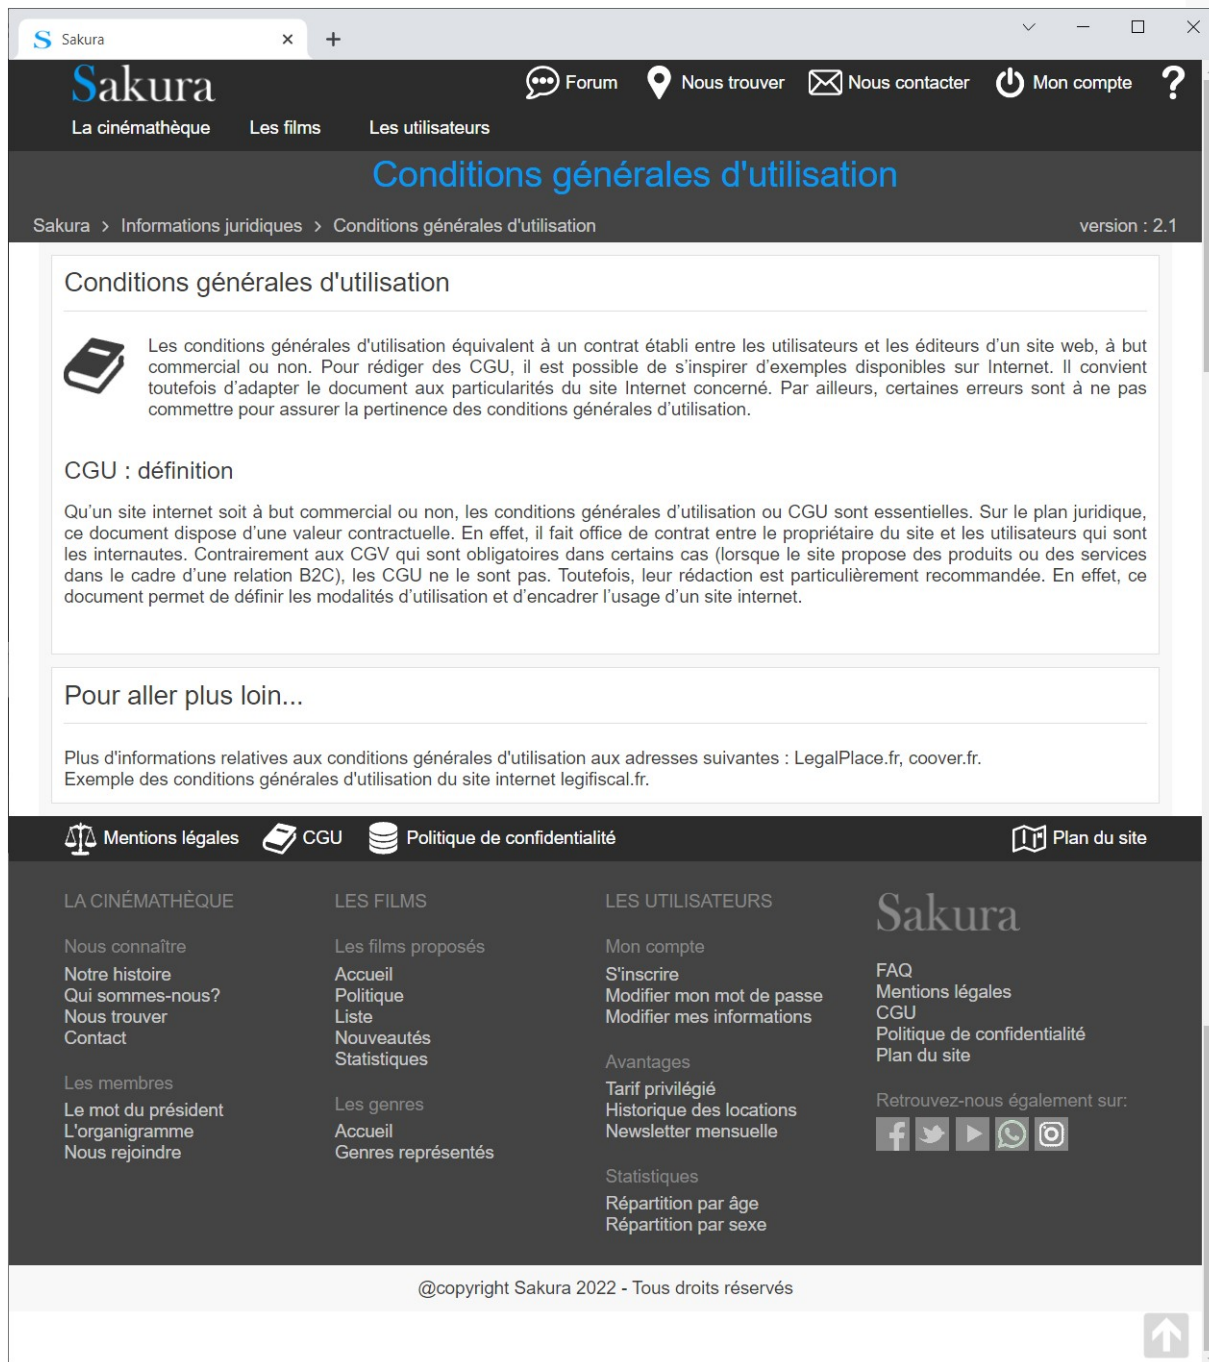 Sakura
Sakura
Forum
Nous trouver
Nous contacter
Mon compte
?
La cinémathèque
Les films
Les utilisateurs
Conditions générales d'utilisation
Sakura > Informations juridiques > Conditions générales d'utilisation
version : 2.1
Conditions générales d'utilisation
Les conditions générales d'utilisation équivalent à un contrat établi entre les utilisateurs et les éditeurs d’un site web, à but
commercial ou non. Pour rédiger des CGU, il est possible de s’inspirer d’exemples disponibles sur Internet. Il convient
toutefois d’adapter le document aux particularités du site Internet concerné. Par ailleurs, certaines erreurs sont à ne pas
commettre pour assurer la pertinence des conditions générales d’utilisation.
CGU : définition
Qu’un site internet soit à but commercial ou non, les conditions générales d’utilisation ou CGU sont essentielles. Sur le plan juridique,
ce document dispose d’une valeur contractuelle. En effet, il fait office de contrat entre le propriétaire du site et les utilisateurs qui sont
les internautes. Contrairement aux CGV qui sont obligatoires dans certains cas (lorsque le site propose des produits ou des services
dans le cadre d’une relation B2C), les CGU ne le sont pas. Toutefois, leur rédaction est particulièrement recommandée. En effet, ce
document permet de définir les modalités d’utilisation et d’encadrer l’usage d’un site internet.
Pour aller plus loin...
Plus d'informations relatives aux conditions générales d'utilisation aux adresses suivantes : LegalPlace.fr, coover.fr.
Exemple des conditions générales d'utilisation du site internet legifiscal.fr.
Mentions légales
CGU
Politique de confidentialité
Plan du site
LA CINÉMATHÈQUE
Nous connaître
Notre histoire
Qui sommes-nous?
Nous trouver
Contact
Les membres
Le mot du président
L'organigramme
Nous rejoindre
LES FILMS
Les films proposés
Accueil
Politique
Liste
Nouveautés
Statistiques
Les genres
Accueil
Genres représentés
LES UTILISATEURS
Mon compte
S'inscrire
Modifier mon mot de passe
Modifier mes informations
Avantages
Tarif privilégié
Historique des locations
Newsletter mensuelle
Statistiques
Répartition par âge
Répartition par sexe
Sakura
FAQ
Mentions légales
CGU
Politique de confidentialité
Plan du site
Retrouvez-nous également sur:
@copyright Sakura 2022 - Tous droits réservés